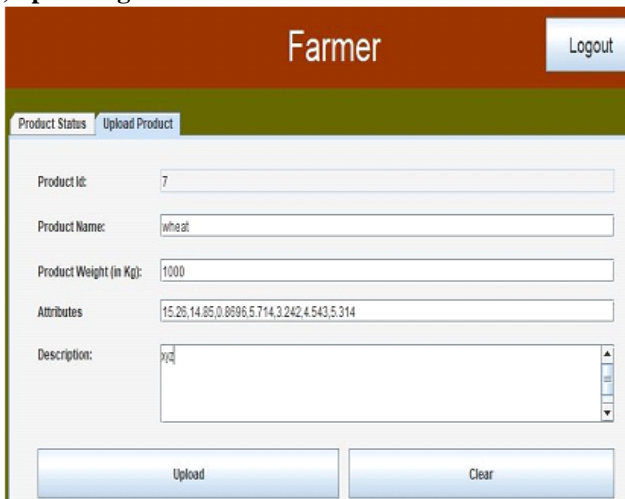 Farmer
Logout
Product Status Upload Product
Product Id: 7
Product Name: wheat
Product Weight (in Kg): 1000
Attributes 15.26,14.85,0.8696,5.714,3.242,4.543,5.314
Description: xyz
Upload Clear